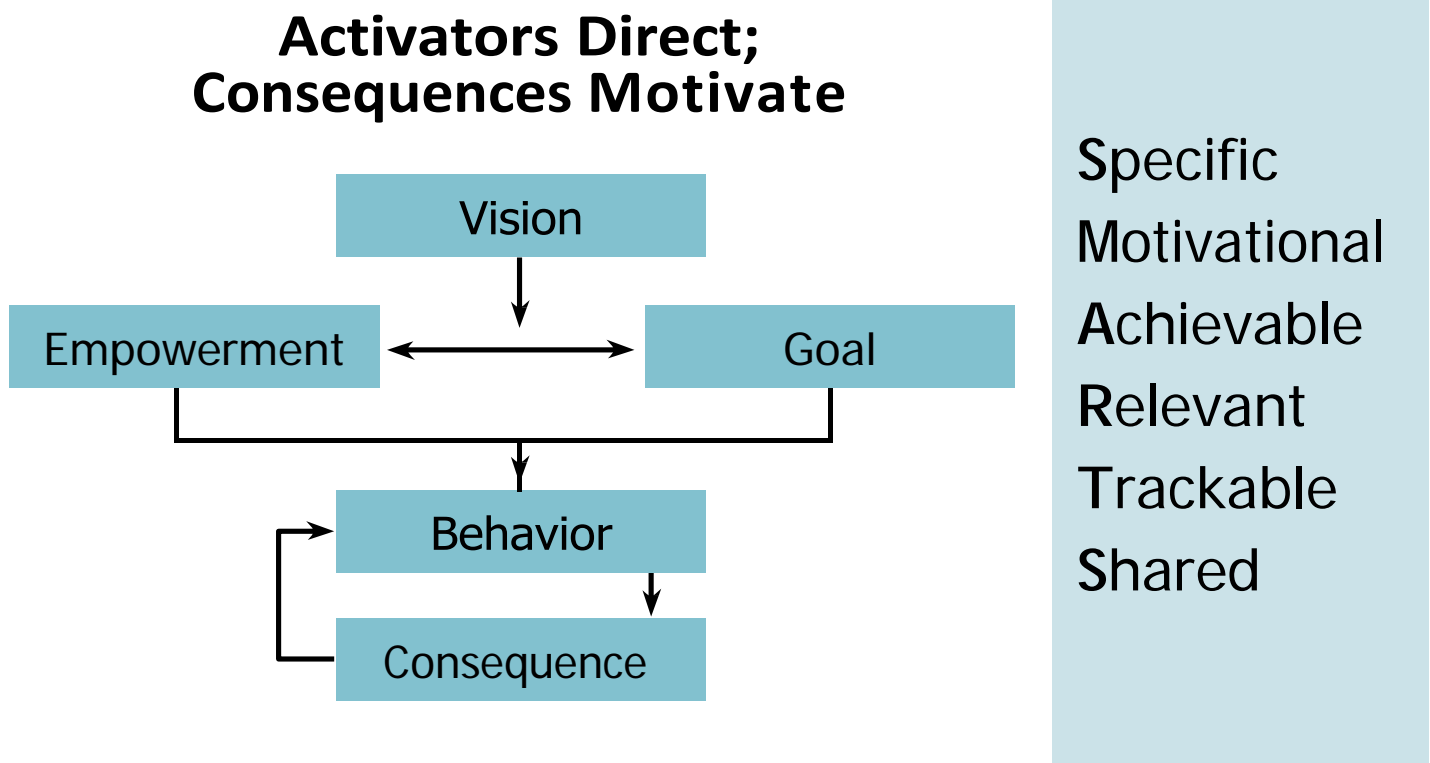 Activators Direct;
Consequences Motivate
Vision
Empowerment
Goal
Behavior
Consequence
Specific
Motivational
Achievable
Relevant
Trackable
Shared